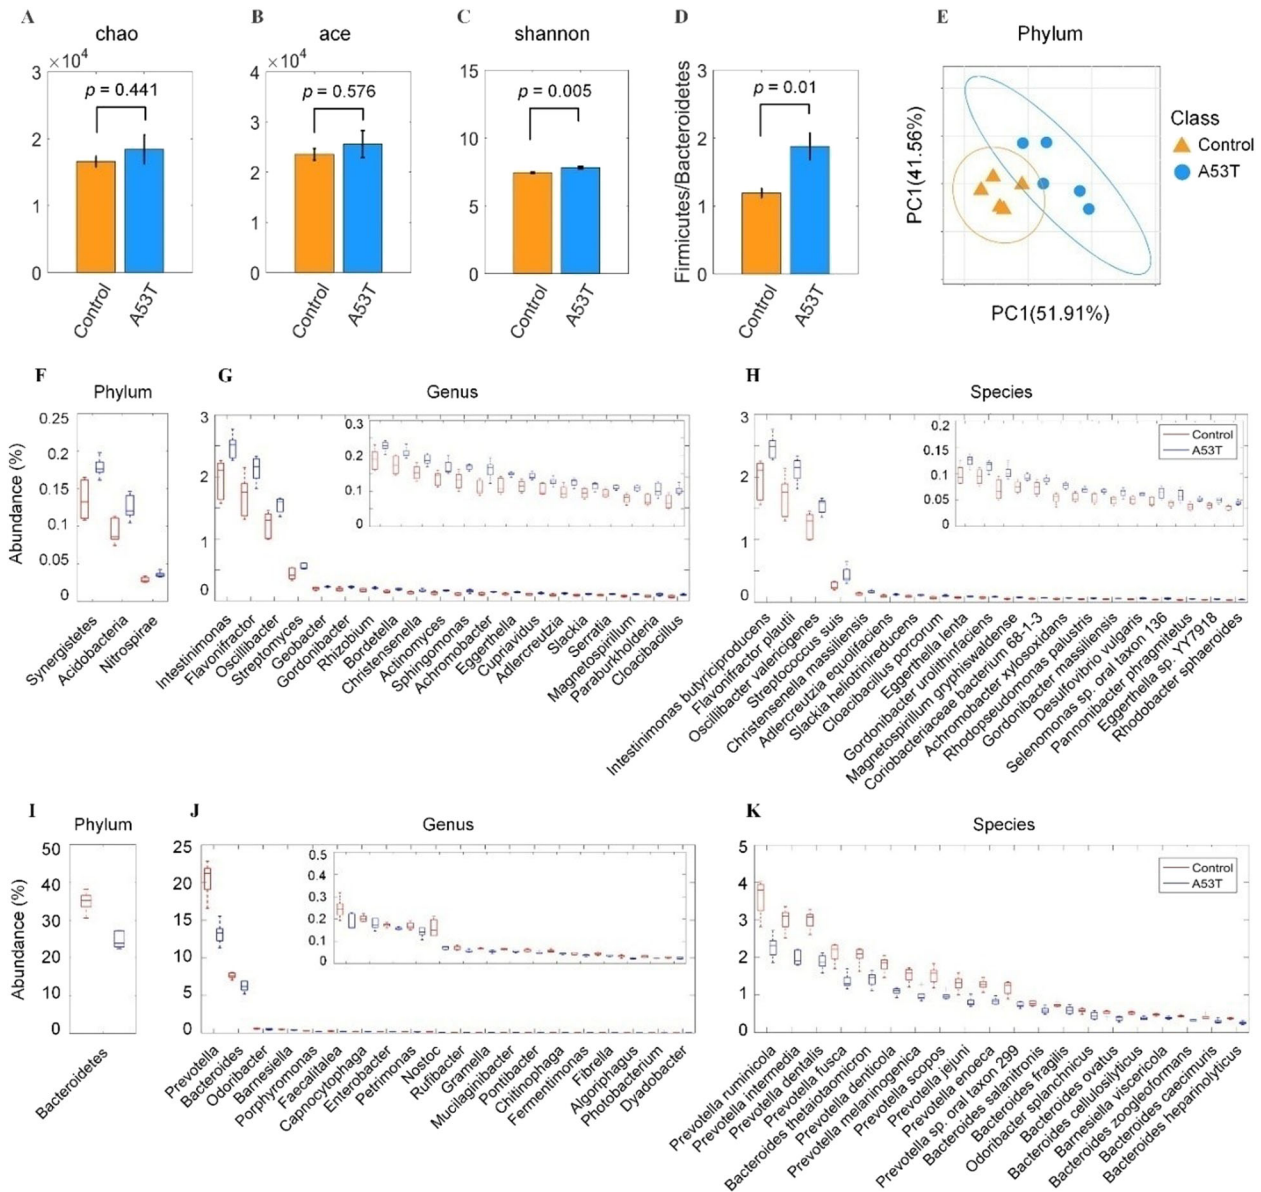 A
B
C
D
E
chao
ace
shannon
Phylum
×10⁴
3
2
1
0
p = 0.441
Control
A53T
×10⁴
4
3
2
1
0
p = 0.576
Control
A53T
15
10
5
0
p = 0.005
Control
A53T
Firmicutes/Bacteroidetes
3
2
1
0
p = 0.01
Control
A53T
PC1(41.56%)
PC1(51.91%)
Class
Control
A53T
F
Phylum
Abundance (%)
0.25
0.2
0.15
0.1
0.05
0
Synergistetes
Acidobacteria
Nitrospirae
G
Genus
3
2
1
0
0.3
0.2
0.1
0
Intestinimonas
Flavonifractor
Oscillibacter
Streptomyces
Geobacter
Gordonibacter
Rhizobium
Bordetella
Christensenella
Actinomyces
Sphingomonas
Achromobacter
Eggerthella
Cupriavidus
Adlercreutzia
Slackia
Serratia
Magnetospirillum
Paraburkholderia
Cloacibacillus
H
Species
3
2
1
0
0.2
0.15
0.1
0.05
0
Control
A53T
Intestinimonas butyriciproducens
Flavonifractor plautii
Oscillibacter valericigenes
Streptococcus suis
Christensenella massiliensis
Adlercreutzia equolifaciens
Slackia heliotrinireducens
Cloacibacillus porcorum
Eggerthella lenta
Gordonibacter urolithinfaciens
Magnetospirillum gryphiswaldense
Coriobacteriaceae bacterium 68-1-3
Achromobacter xylosoxidans
Rhodopseudomonas palustris
Gordonibacter massiliensis
Desulfovibrio vulgaris
Selenomonas sp. oral taxon 136
Pannonibacter phragmitetus
Eggerthella sp. YY7918
Rhodobacter sphaeroides
I
Phylum
Abundance (%)
50
40
30
20
10
0
Bacteroidetes
J
Genus
25
20
15
10
5
0
0.5
0.4
0.3
0.2
0.1
0
Prevotella
Bacteroides
Odoribacter
Barnesiella
Porphyromonas
Faecalitalea
Capnocytophaga
Enterobacter
Petrimonas
Nostoc
Rufibacter
Gramella
Mucilaginibacter
Pontibacter
Chitinophaga
Fermentimonas
Fibrella
Algoriphagus
Photobacterium
Dyadobacter
K
Species
5
4
3
2
1
0
Control
A53T
Prevotella ruminicola
Prevotella intermedia
Prevotella dentalis
Prevotella fusca
Bacteroides thetaiotaomicron
Prevotella denticola
Prevotella melaninogenica
Prevotella scopos
Prevotella jejuni
Prevotella enoeca
Prevotella sp. oral taxon 299
Bacteroides salanitronis
Bacteroides fragilis
Odoribacter splanchnicus
Bacteroides ovatus
Bacteroides cellulosilyticus
Barnesiella viscericola
Bacteroides zoogleoformans
Bacteroides caecimuris
Bacteroides heparinolyticus